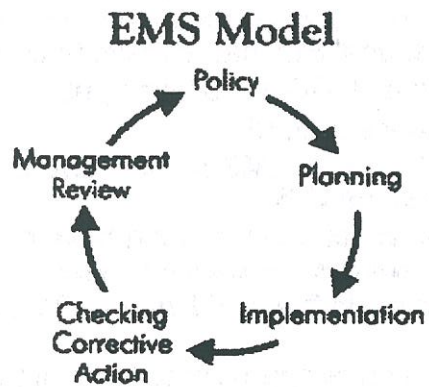 EMS Model
Policy
Planning
Implementation
Checking
Corrective
Action
Management
Review